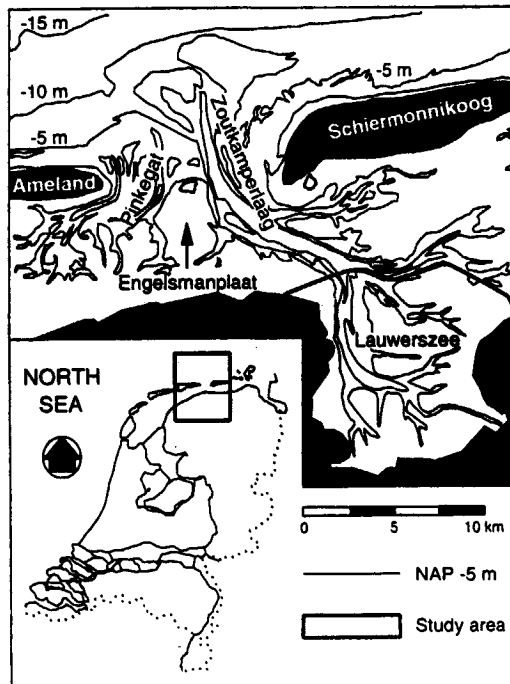 -15 m
-10 m
-5 m
-5 m
Zoutkamperlaag
Schiermonnikoog
Ameland
Pinkegat
Engelsmanplaat
Lauwerszee
NORTH
SEA
0 5 10 km
NAP -5 m
Study area